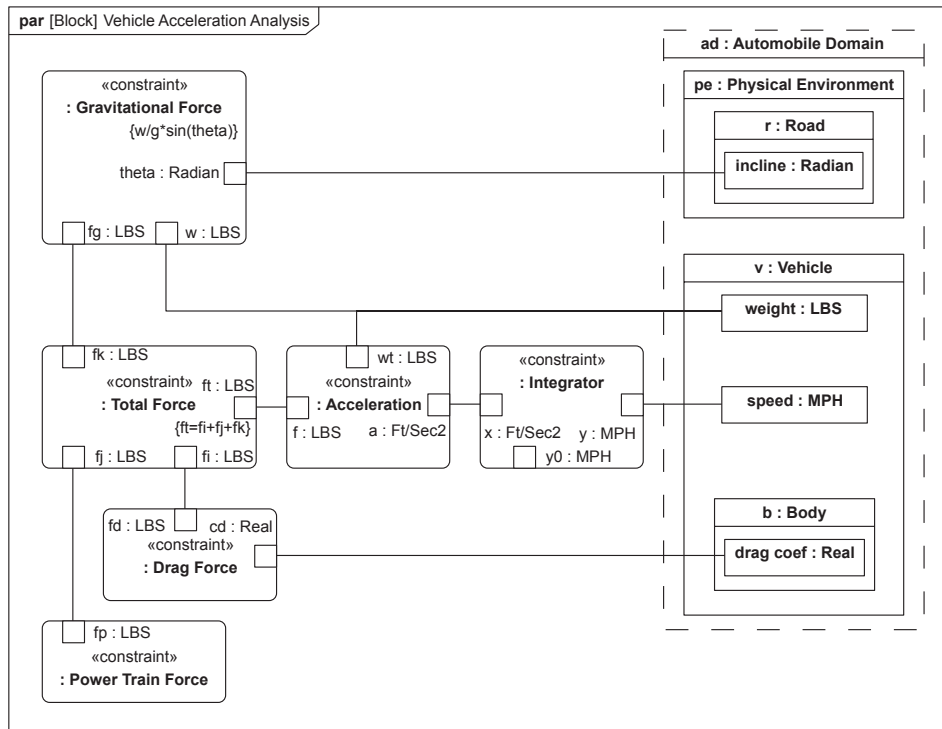 par [Block] Vehicle Acceleration Analysis
ad : Automobile Domain
«constraint»
: Gravitational Force
{w/g*sin(theta)}
theta : Radian
fg : LBS
w : LBS
pe : Physical Environment
r : Road
incline : Radian
v : Vehicle
weight : LBS
fk : LBS
«constraint»
ft : LBS
: Total Force
{ft=fi+fj+fk}
fj : LBS
fi : LBS
wt : LBS
«constraint»
: Acceleration
f : LBS
a : Ft/Sec2
«constraint»
: Integrator
x : Ft/Sec2
y : MPH
y0 : MPH
speed : MPH
fd : LBS
cd : Real
«constraint»
: Drag Force
b : Body
drag coef : Real
fp : LBS
«constraint»
: Power Train Force